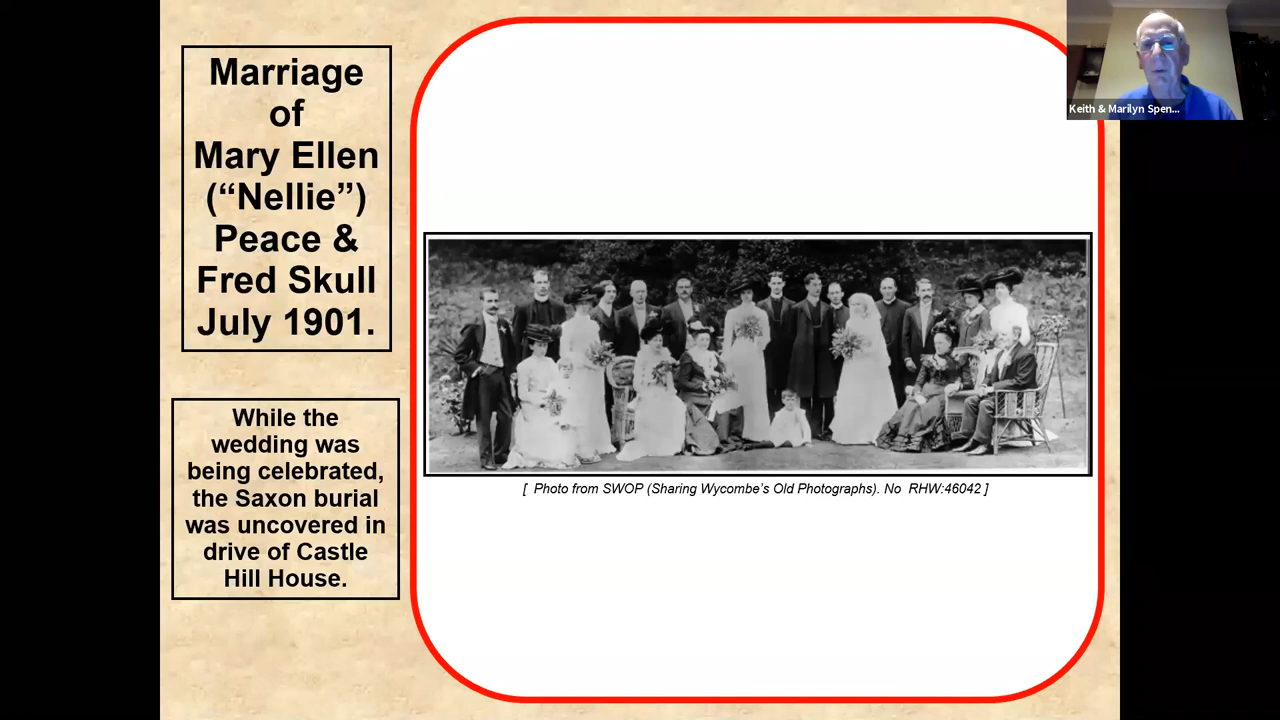 Marriage
of
Mary Ellen
(“Nellie”)
Peace &
Fred Skull
July 1901.
While the
wedding was
being celebrated,
the Saxon burial
was uncovered in
drive of Castle
Hill House.
[ Photo from SWOP (Sharing Wycombe’s Old Photographs). No RHW:46042 ]
Keith & Marilyn Spen...